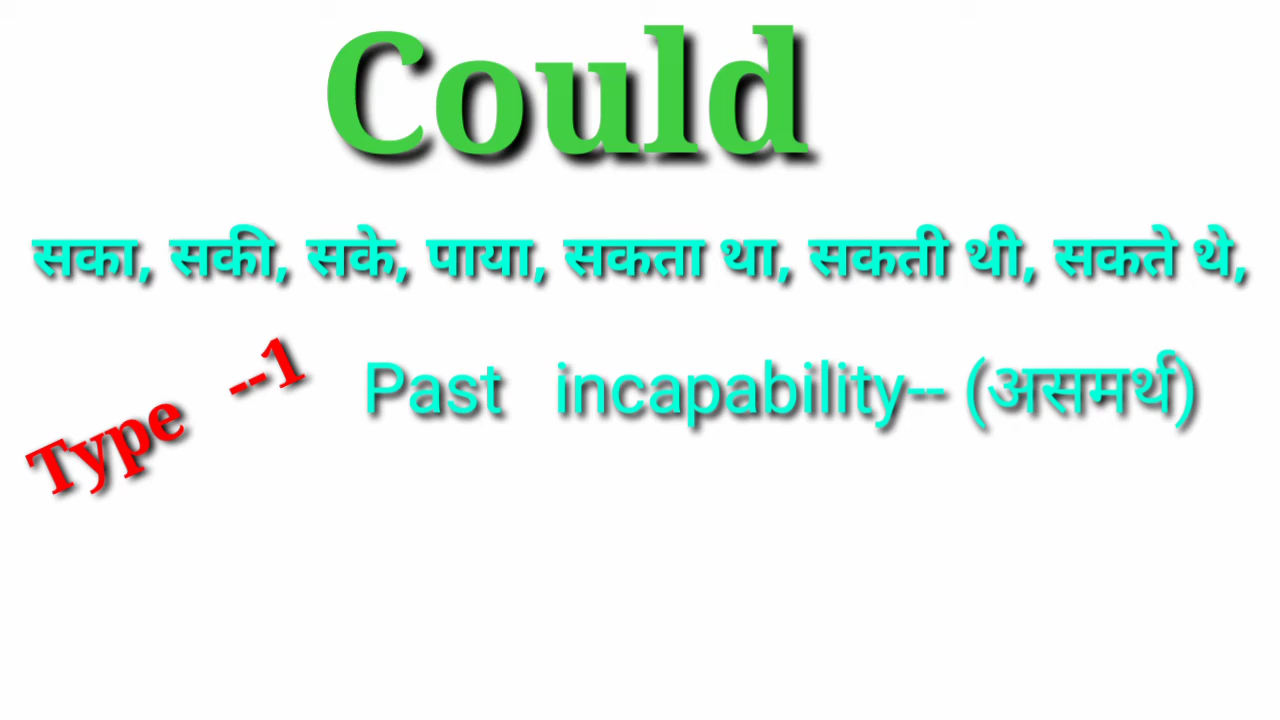 Could
सका, सकी, सके, पाया, सकता था, सकती थी, सकते थे,
Type --1 Past incapability-- (असमर्थ)